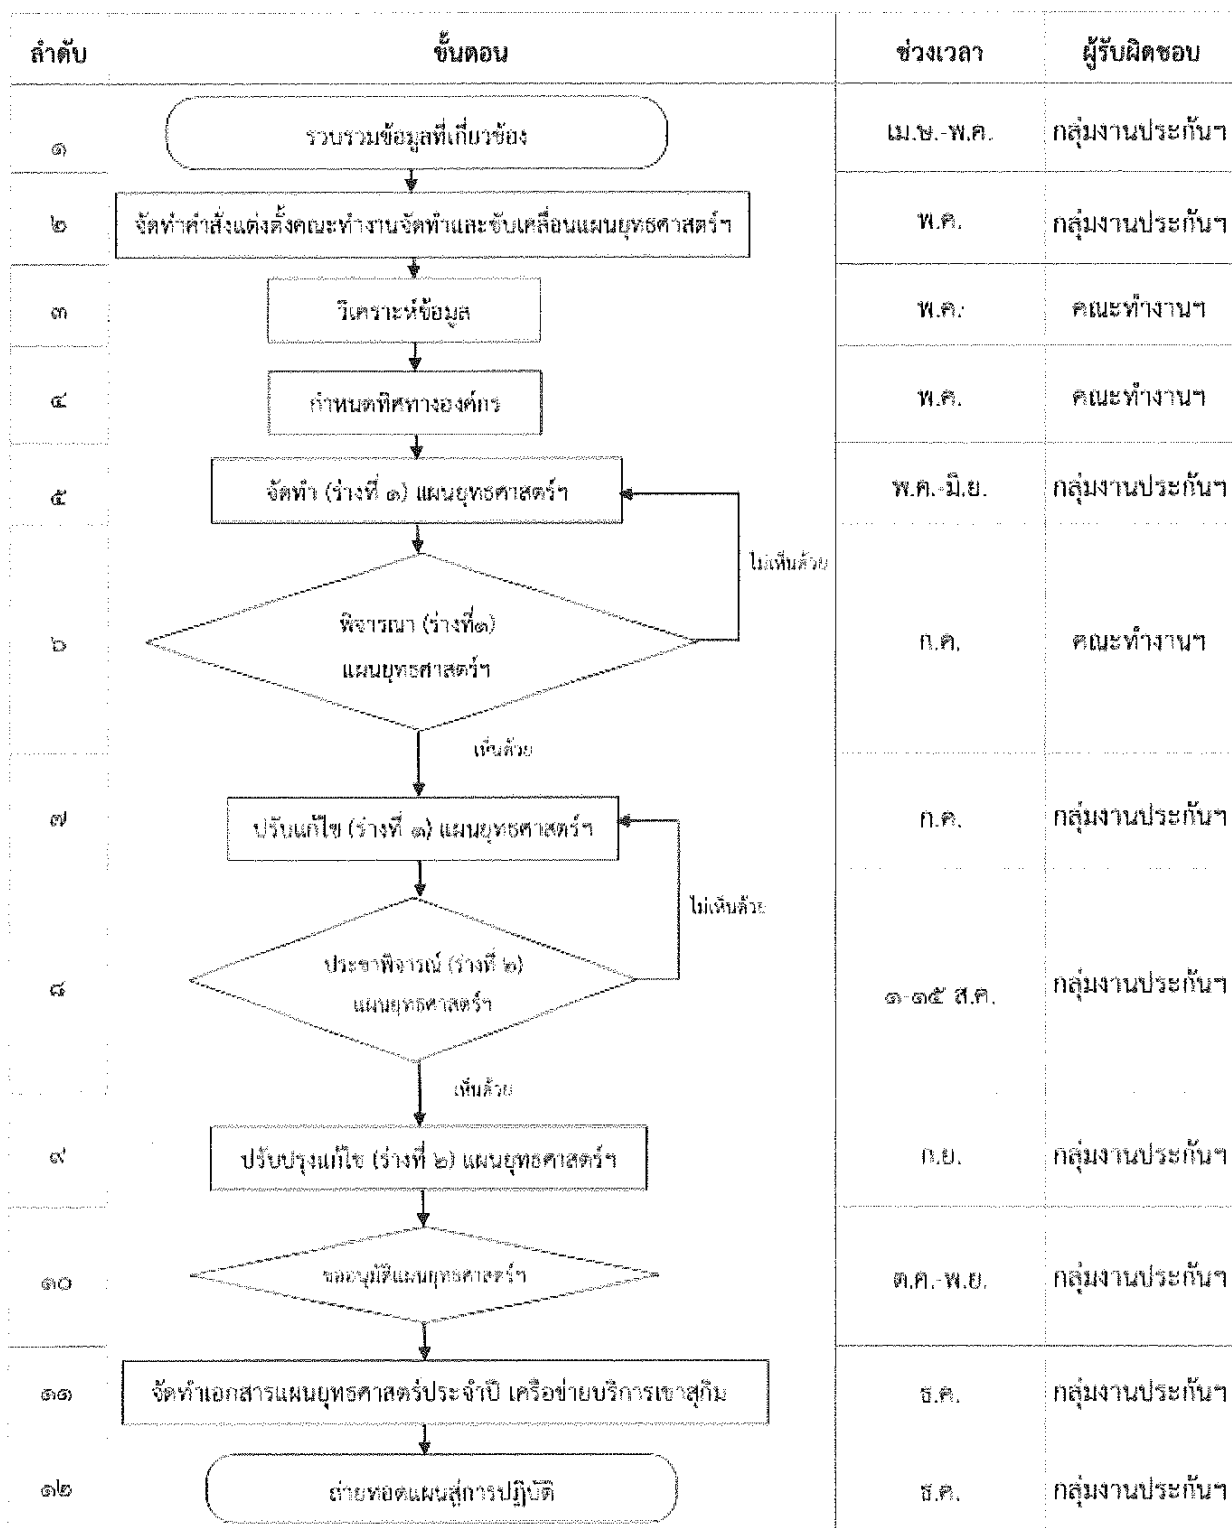 ลำดับ ขั้นตอน ช่วงเวลา ผู้รับผิดชอบ
๑ รวบรวมข้อมูลที่เกี่ยวข้อง เม.ษ.-พ.ค. กลุ่มงานประกันฯ
๒ จัดทำคำสั่งแต่งตั้งคณะทำงานจัดทำและขับเคลื่อนแผนยุทธศาสตร์ฯ พ.ค. กลุ่มงานประกันฯ
๓ วิเคราะห์ข้อมูล พ.ค. คณะทำงานฯ
๔ กำหนดทิศทางองค์กร พ.ค. คณะทำงานฯ
๕ จัดทำ (ร่างที่ ๑) แผนยุทธศาสตร์ฯ พ.ค.-มิ.ย. กลุ่มงานประกันฯ
ไม่เห็นด้วย
๖ พิจารณา (ร่างที่๑) ก.ค. คณะทำงานฯ
แผนยุทธศาสตร์ฯ
เห็นด้วย
๗ ปรับแก้ไข (ร่างที่ ๑) แผนยุทธศาสตร์ฯ ก.ค. กลุ่มงานประกันฯ
ไม่เห็นด้วย
๘ ประชาพิจารณ์ (ร่างที่ ๒) ๑-๑๕ ส.ค. กลุ่มงานประกันฯ
แผนยุทธศาสตร์ฯ
เห็นด้วย
๙ ปรับปรุงแก้ไข (ร่างที่ ๒) แผนยุทธศาสตร์ฯ ก.ย. กลุ่มงานประกันฯ
๑๐ ขออนุมัติแผนยุทธศาสตร์ฯ ต.ค.-พ.ย. กลุ่มงานประกันฯ
๑๑ จัดทำเอกสารแผนยุทธศาสตร์ประจำปี เครือข่ายบริการเขาสุกิม ธ.ค. กลุ่มงานประกันฯ
๑๒ ถ่ายทอดแผนสู่การปฏิบัติ ธ.ค. กลุ่มงานประกันฯ